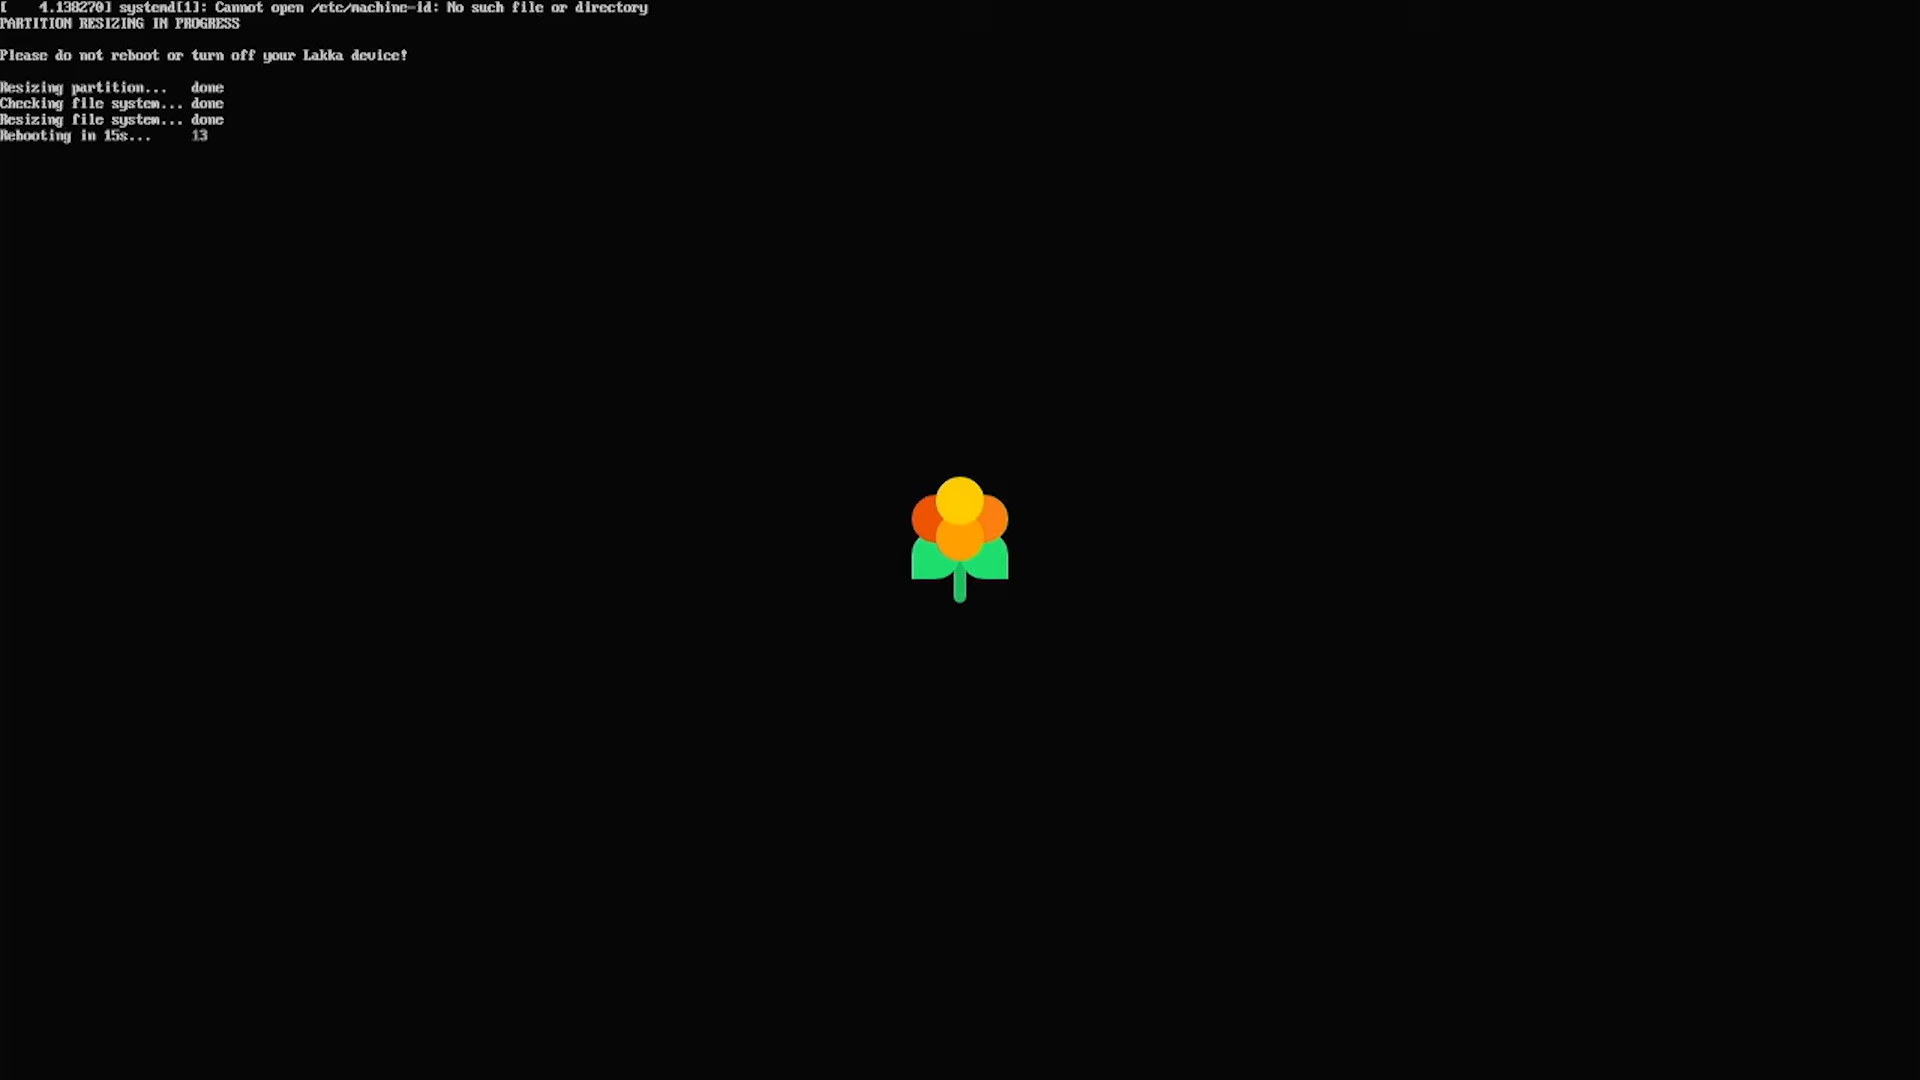 [    4.138270] systemd[1]: Cannot open /etc/machine-id: No such file or directory
PARTITION RESIZING IN PROGRESS
Please do not reboot or turn off your Lakka device!
Resizing partition...   done
Checking file system... done
Resizing file system... done
Rebooting in 15s...     13